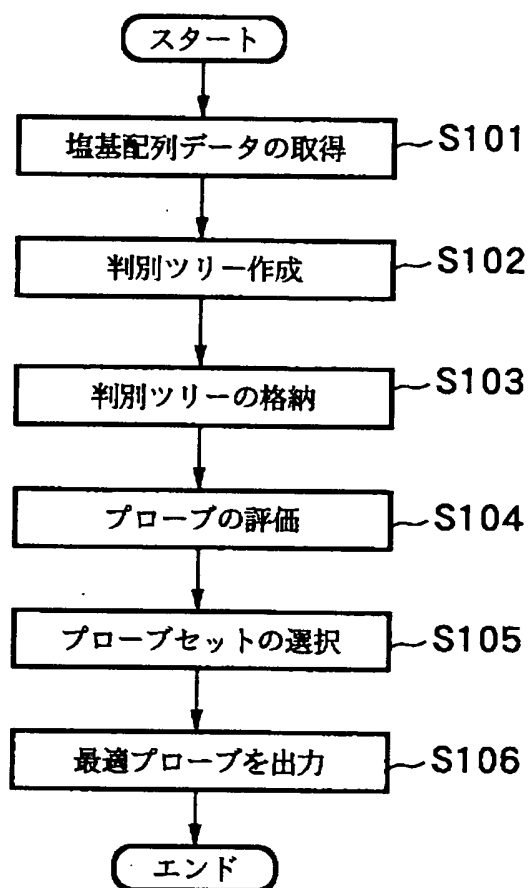 スタート
塩基配列データの取得 S101
判別ツリー作成 S102
判別ツリーの格納 S103
プローブの評価 S104
プローブセットの選択 S105
最適プローブを出力 S106
エンド